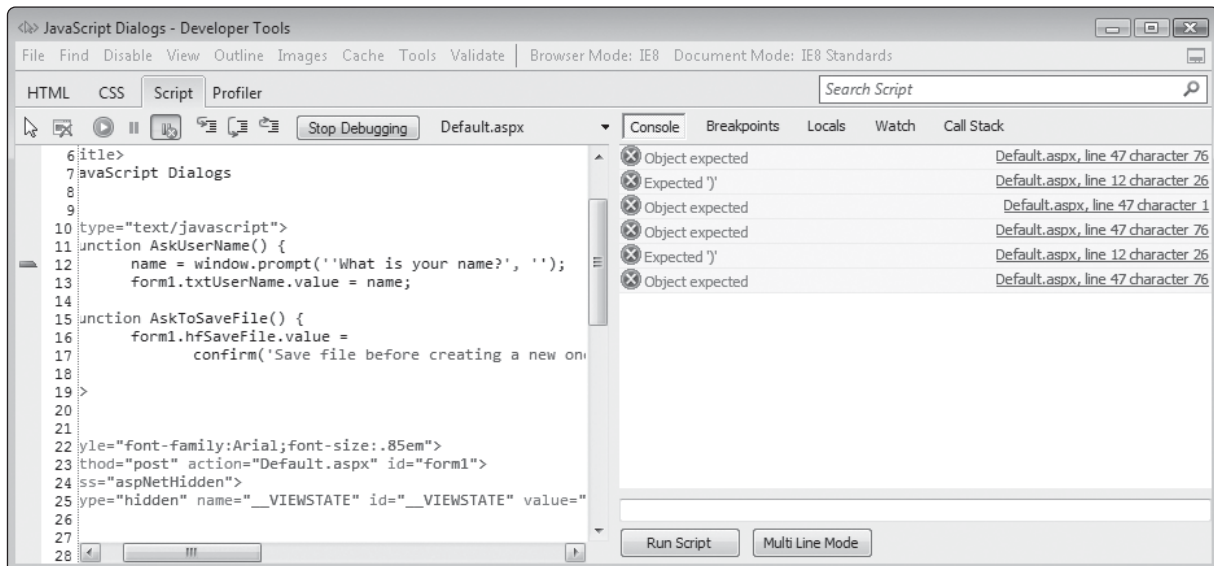 JavaScript Dialogs - Developer Tools
File Find Disable View Outline Images Cache Tools Validate | Browser Mode: IE8 Document Mode: IE8 Standards
HTML CSS Script Profiler
Search Script
Stop Debugging Default.aspx
Console Breakpoints Locals Watch Call Stack
6 itle>
7 avaScript Dialogs
8
9
10 type="text/javascript">
11 unction AskUserName() {
12 name = window.prompt(''What is your name?', '');
13 form1.txtUserName.value = name;
14
15 unction AskToSaveFile() {
16 form1.hfSaveFile.value =
17 confirm('Save file before creating a new on
18
19 >
20
21
22 yle="font-family:Arial;font-size:.85em">
23 thod="post" action="Default.aspx" id="form1">
24 ss="aspNetHidden">
25 ype="hidden" name="__VIEWSTATE" id="__VIEWSTATE" value="
26
27
28
Object expected Default.aspx, line 47 character 76
Expected ')' Default.aspx, line 12 character 26
Object expected Default.aspx, line 47 character 1
Object expected Default.aspx, line 47 character 76
Expected ')' Default.aspx, line 12 character 26
Object expected Default.aspx, line 47 character 76
Run Script Multi Line Mode